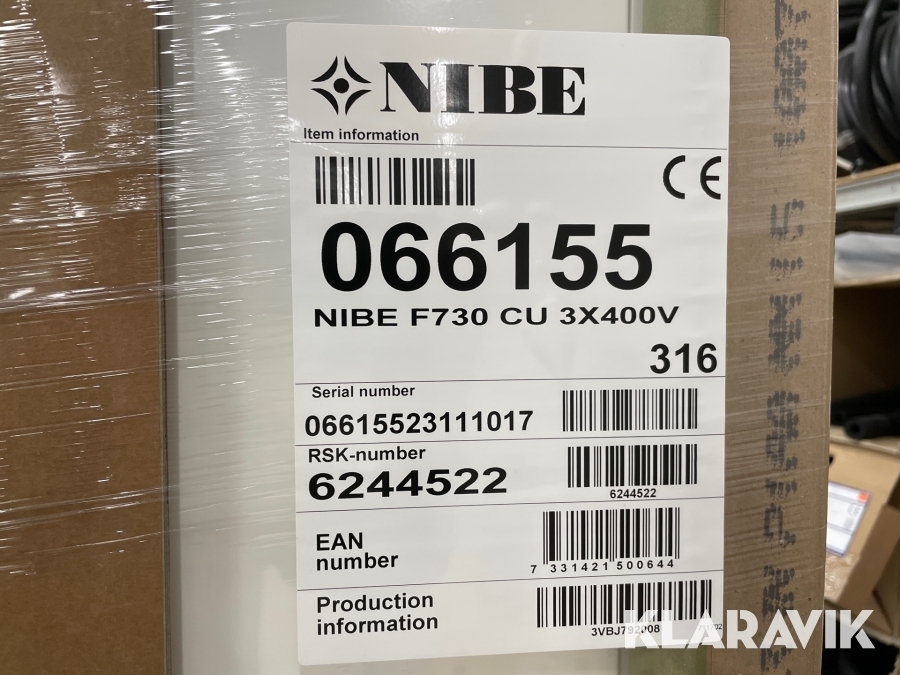 NIBE
Item information
CE
066155
NIBE F730 CU 3X400V
316
Serial number
06615523111017
RSK-number
6244522
6244522
EAN
number
7 331421 500644
Production
information
KLARAVIK